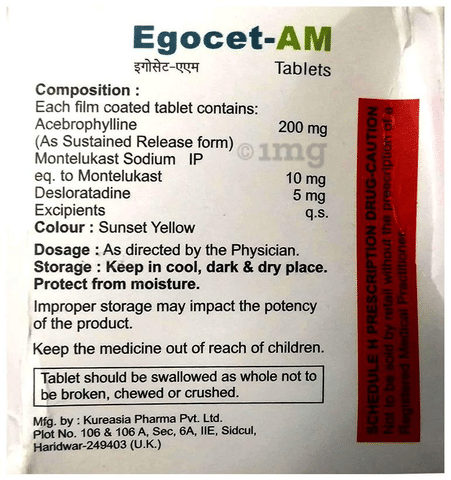 Egocet-AM
इगोसेट-एएम Tablets
Composition :
Each film coated tablet contains:
Acebrophylline 200 mg
(As Sustained Release form)
Montelukast Sodium IP
eq. to Montelukast 10 mg
Desloratadine 5 mg
Excipients q.s.
Colour : Sunset Yellow
Dosage : As directed by the Physician.
Storage : Keep in cool, dark & dry place.
Protect from moisture.
Improper storage may impact the potency
of the product.
Keep the medicine out of reach of children.
Tablet should be swallowed as whole not to
be broken, chewed or crushed.
Mfg. by : Kureasia Pharma Pvt. Ltd.
Plot No. 106 & 106 A, Sec, 6A, IIE, Sidcul,
Haridwar-249403 (U.K.)
SCHEDULE H PRESCRIPTION DRUG-CAUTION
Not to be sold by retail without the prescription of a
Registered Medical Practitioner.
© 1mg